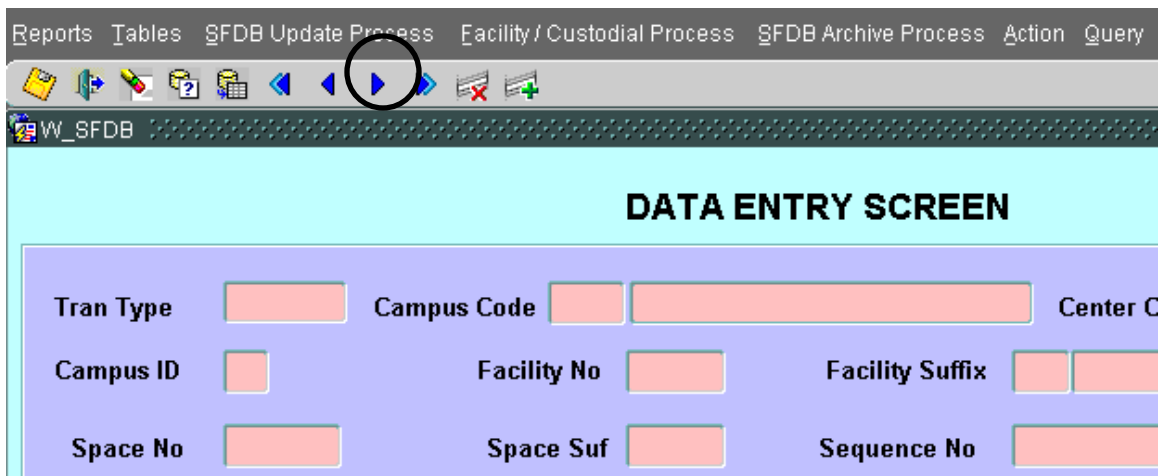 Reports Tables SFDB Update Process Facility / Custodial Process SFDB Archive Process Action Query
W_SFDB
DATA ENTRY SCREEN
Tran Type Campus Code Center C
Campus ID Facility No Facility Suffix
Space No Space Suf Sequence No